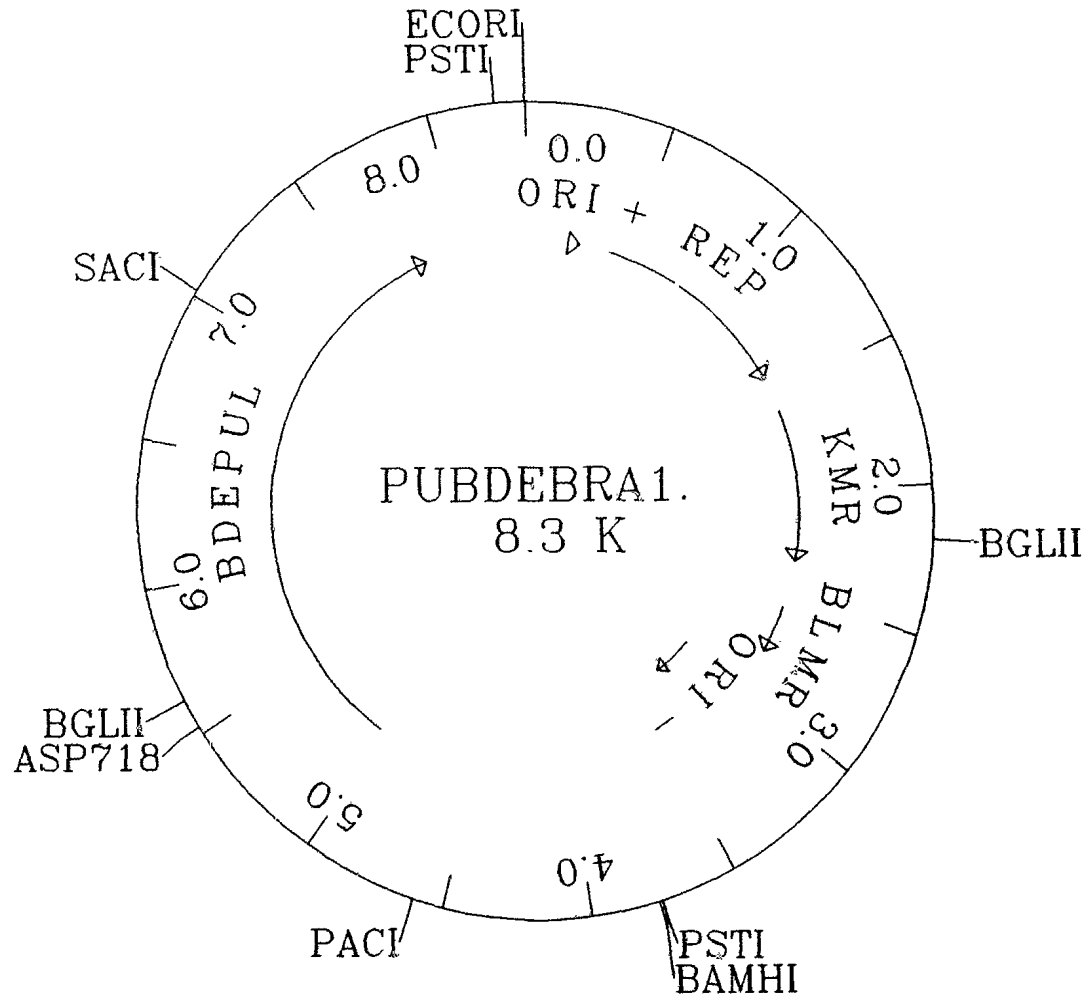 ECORI
PSTI
0.0
8.0
ORI + REP
1.0
SACI
7.0
BDEPUL
KMR
2.0
PUBDEBRA1.
8.3 K
BGLII
6.0
BLMR
ORI
3.0
BGLII
ASP718
5.0
4.0
PACI
PSTI
BAMHI